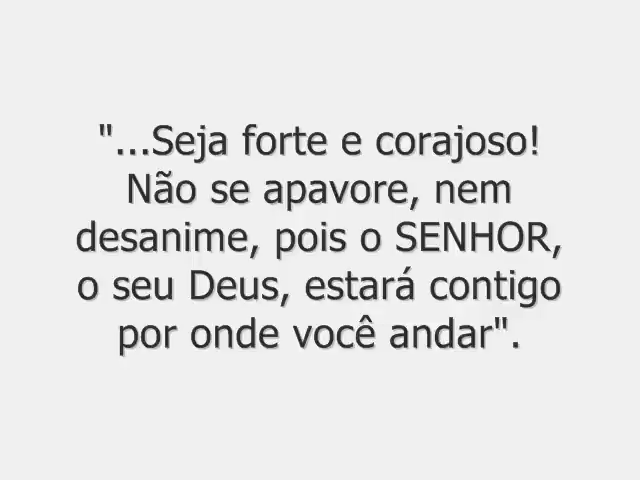 "...Seja forte e corajoso!
Não se apavore, nem
desanime, pois o SENHOR,
o seu Deus, estará contigo
por onde você andar".